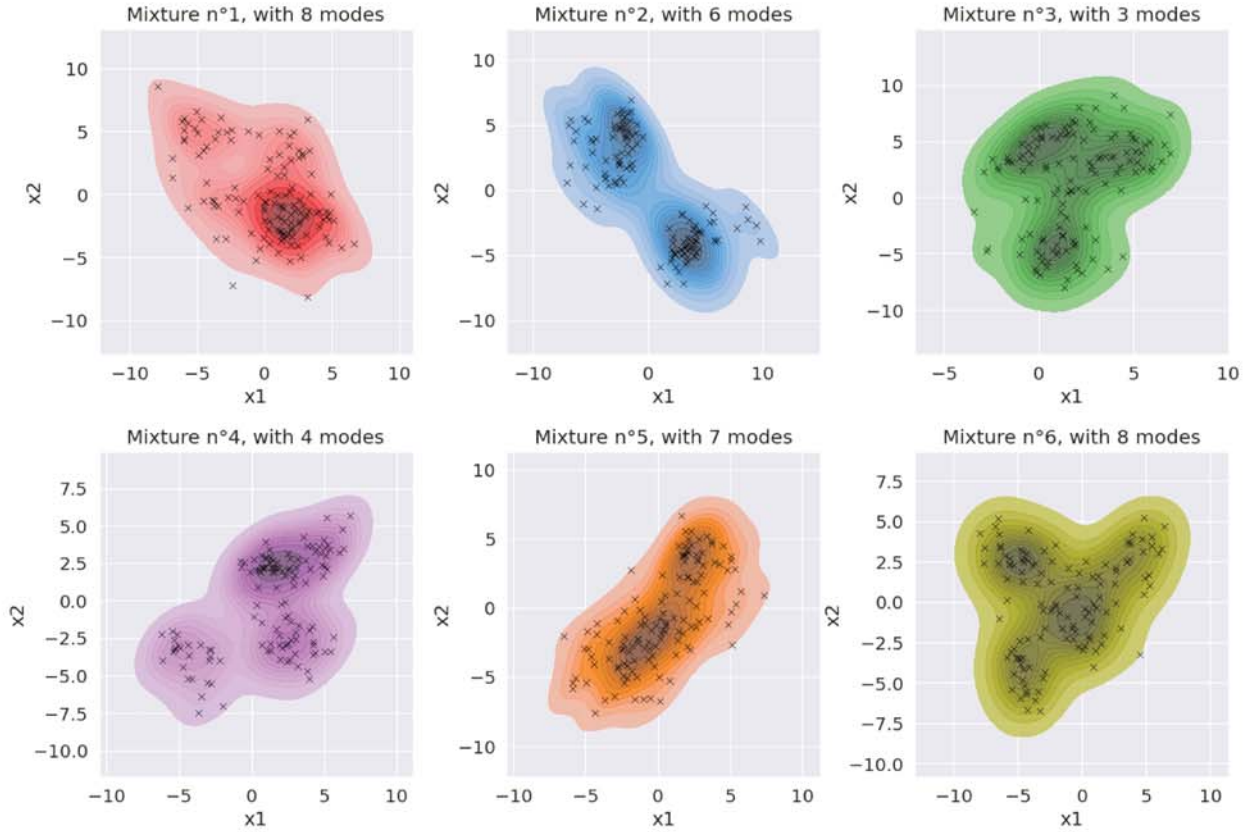 Mixture n°1, with 8 modes
Mixture n°2, with 6 modes
Mixture n°3, with 3 modes
10
5
0
−5
−10
x2
−10 −5 0 5 10
x1
10
5
0
−5
−10
x2
−10 0 10
x1
10
5
0
−5
−10
x2
−5 0 5 10
x1
Mixture n°4, with 4 modes
Mixture n°5, with 7 modes
Mixture n°6, with 8 modes
7.5
5.0
2.5
0.0
−2.5
−5.0
−7.5
−10.0
x2
−10 −5 0 5 10
x1
10
5
0
−5
−10
x2
−10 −5 0 5 10
x1
7.5
5.0
2.5
0.0
−2.5
−5.0
−7.5
−10.0
x2
−10 −5 0 5 10
x1